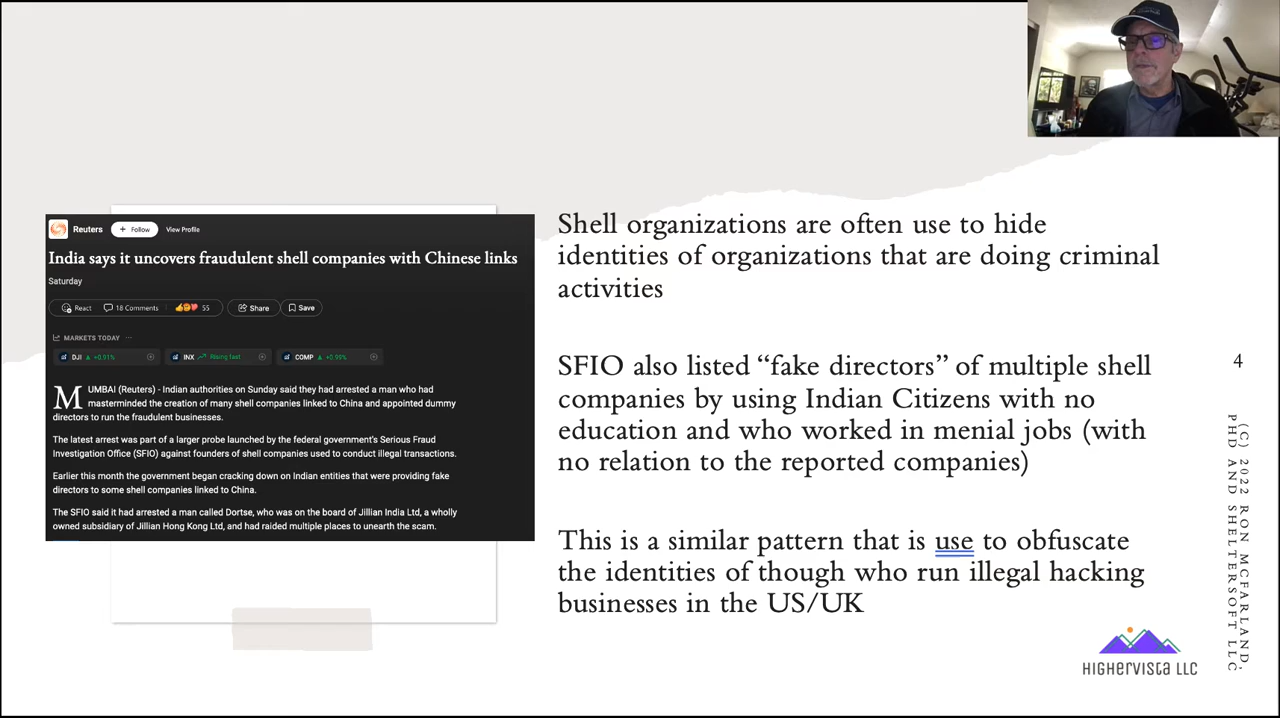 Reuters
+ Follow
View Profile
India says it uncovers fraudulent shell companies with Chinese links
Saturday
React
18 Comments
55
Share
Save
MARKETS TODAY ...
DJI ▲ +0.91%
INX Rising fast
COMP ▲ +0.99%
MUMBAI (Reuters) - Indian authorities on Sunday said they had arrested a man who had
masterminded the creation of many shell companies linked to China and appointed dummy
directors to run the fraudulent businesses.
The latest arrest was part of a larger probe launched by the federal government's Serious Fraud
Investigation Office (SFIO) against founders of shell companies used to conduct illegal transactions.
Earlier this month the government began cracking down on Indian entities that were providing fake
directors to some shell companies linked to China.
The SFIO said it had arrested a man called Dortse, who was on the board of Jillian India Ltd, a wholly
owned subsidiary of Jillian Hong Kong Ltd, and had raided multiple places to unearth the scam.
Shell organizations are often use to hide
identities of organizations that are doing criminal
activities
SFIO also listed “fake directors” of multiple shell
companies by using Indian Citizens with no
education and who worked in menial jobs (with
no relation to the reported companies)
This is a similar pattern that is use to obfuscate
the identities of though who run illegal hacking
businesses in the US/UK
4
(C) 2022 RON MCFARLAND,
PHD AND SHELTERSOFT LLC
HIGHERVISTA LLC